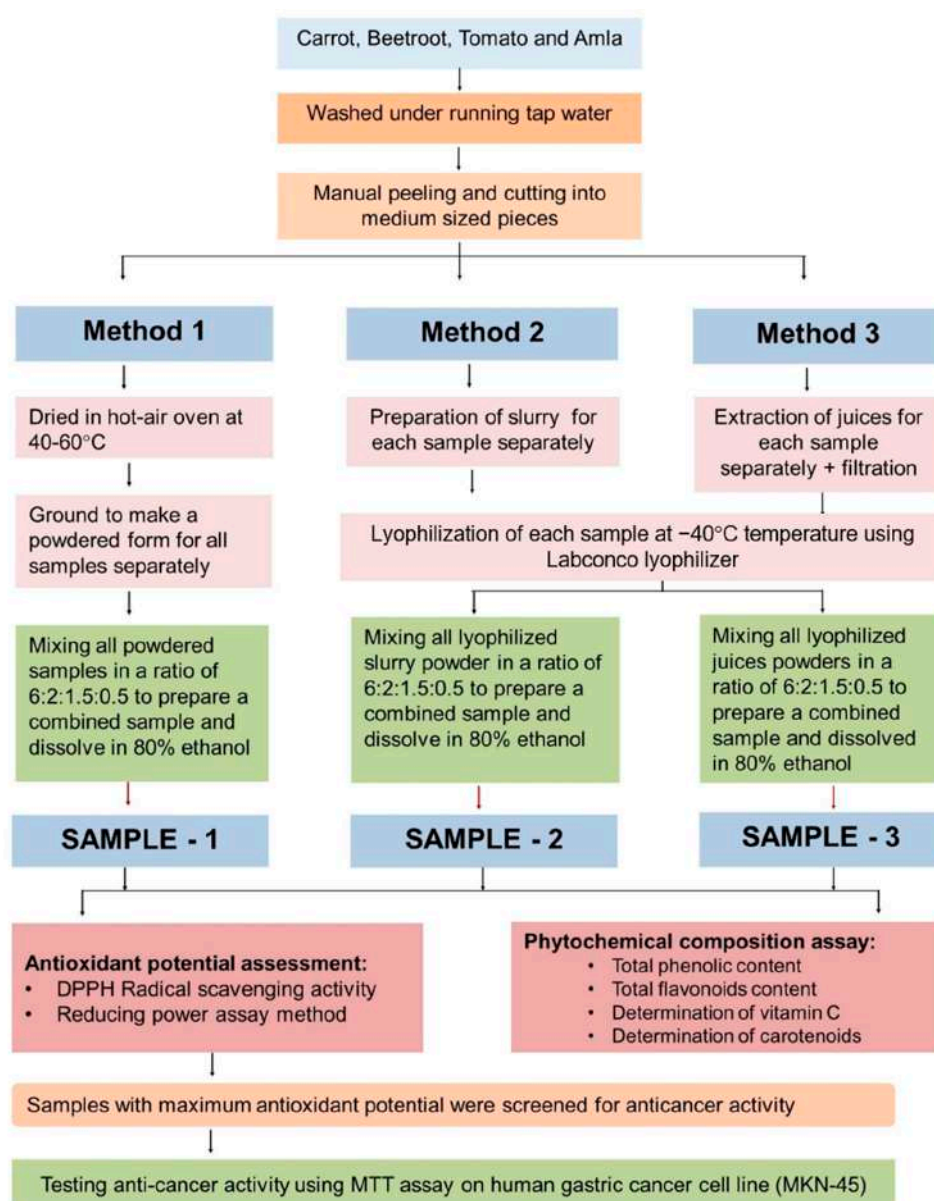 Carrot, Beetroot, Tomato and Amla
Washed under running tap water
Manual peeling and cutting into
medium sized pieces
Method 1
Dried in hot-air oven at
40-60°C
Ground to make a
powdered form for all
samples separately
Mixing all powdered
samples in a ratio of
6:2:1.5:0.5 to prepare a
combined sample and
dissolve in 80% ethanol
SAMPLE - 1
Method 2
Preparation of slurry for
each sample separately
Method 3
Extraction of juices for
each sample
separately + filtration
Lyophilization of each sample at −40°C temperature using
Labconco lyophilizer
Mixing all lyophilized
slurry powder in a ratio of
6:2:1.5:0.5 to prepare a
combined sample and
dissolve in 80% ethanol
SAMPLE - 2
Mixing all lyophilized
juices powders in a
ratio of 6:2:1.5:0.5 to
prepare a combined
sample and dissolved
in 80% ethanol
SAMPLE - 3
Antioxidant potential assessment:
• DPPH Radical scavenging activity
• Reducing power assay method
Phytochemical composition assay:
• Total phenolic content
• Total flavonoids content
• Determination of vitamin C
• Determination of carotenoids
Samples with maximum antioxidant potential were screened for anticancer activity
Testing anti-cancer activity using MTT assay on human gastric cancer cell line (MKN-45)